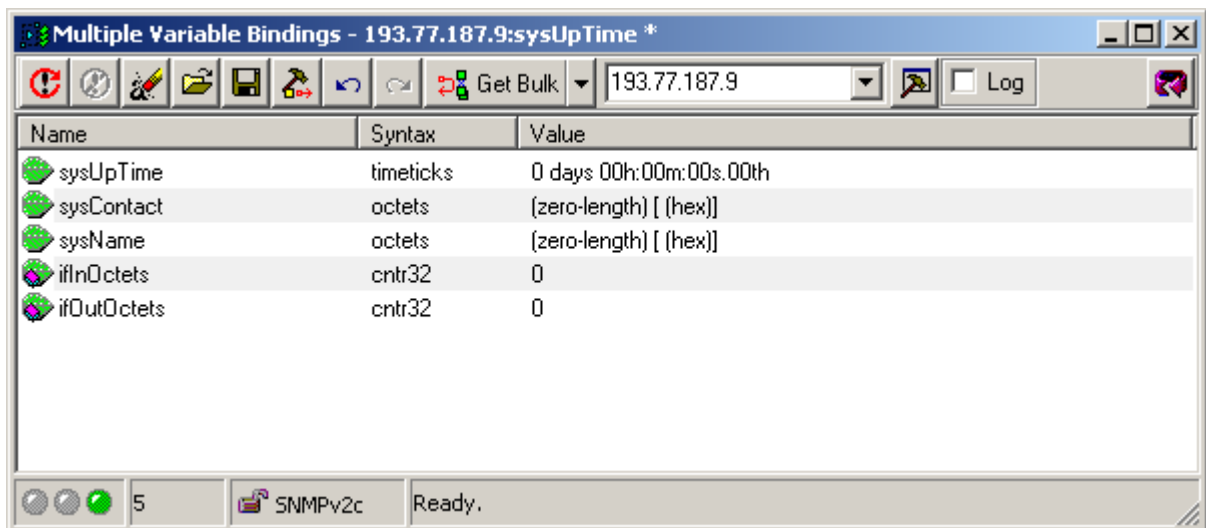 Multiple Variable Bindings - 193.77.187.9:sysUpTime *
Get Bulk 193.77.187.9 Log
Name Syntax Value
sysUpTime timeticks 0 days 00h:00m:00s.00th
sysContact octets (zero-length) [ (hex)]
sysName octets (zero-length) [ (hex)]
ifInOctets cntr32 0
ifOutOctets cntr32 0
5 SNMPv2c Ready.